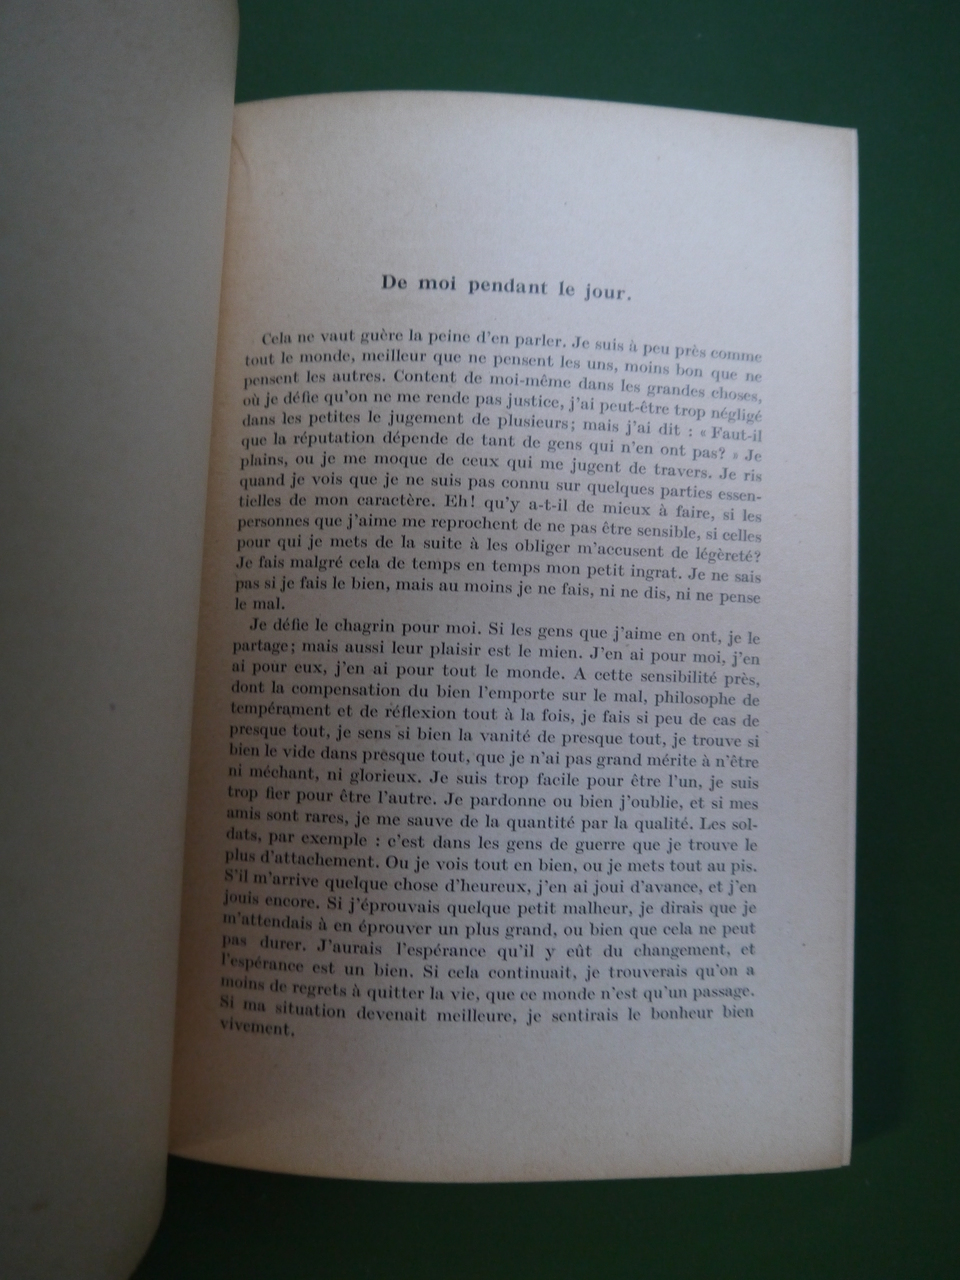 De moi pendant le jour.
Cela ne vaut guère la peine d'en parler. Je suis à peu près comme
tout le monde, meilleur que ne pensent les uns, moins bon que ne
pensent les autres. Content de moi-même dans les grandes choses,
où je défie qu'on ne me rende pas justice, j'ai peut-être trop négligé
dans les petites le jugement de plusieurs; mais j'ai dit : « Faut-il
que la réputation dépende de tant de gens qui n'en ont pas? » Je
plains, ou je me moque de ceux qui me jugent de travers. Je ris
quand je vois que je ne suis pas connu sur quelques parties essen-
tielles de mon caractère. Eh! qu'y a-t-il de mieux à faire, si les
personnes que j'aime me reprochent de ne pas être sensible, si celles
pour qui je mets de la suite à les obliger m'accusent de légèreté?
Je fais malgré cela de temps en temps mon petit ingrat. Je ne sais
pas si je fais le bien, mais au moins je ne fais, ni ne dis, ni ne pense
le mal.
Je défie le chagrin pour moi. Si les gens que j'aime en ont, je le
partage; mais aussi leur plaisir est le mien. J'en ai pour moi, j'en
ai pour eux, j'en ai pour tout le monde. A cette sensibilité près,
dont la compensation du bien l'emporte sur le mal, philosophe de
tempérament et de réflexion tout à la fois, je fais si peu de cas de
presque tout, je sens si bien la vanité de presque tout, je trouve si
bien le vide dans presque tout, que je n'ai pas grand mérite à n'être
ni méchant, ni glorieux. Je suis trop facile pour être l'un, je suis
trop fier pour être l'autre. Je pardonne ou bien j'oublie, et si mes
amis sont rares, je me sauve de la quantité par la qualité. Les sol-
dats, par exemple : c'est dans les gens de guerre que je trouve le
plus d'attachement. Ou je vois tout en bien, ou je mets tout au pis.
S'il m'arrive quelque chose d'heureux, j'en ai joui d'avance, et j'en
jouis encore. Si j'éprouvais quelque petit malheur, je dirais que je
m'attendais à en éprouver un plus grand, ou bien que cela ne peut
pas durer. J'aurais l'espérance qu'il y eût du changement, et
l'espérance est un bien. Si cela continuait, je trouverais qu'on a
moins de regrets à quitter la vie, que ce monde n'est qu'un passage.
Si ma situation devenait meilleure, je sentirais le bonheur bien
vivement.